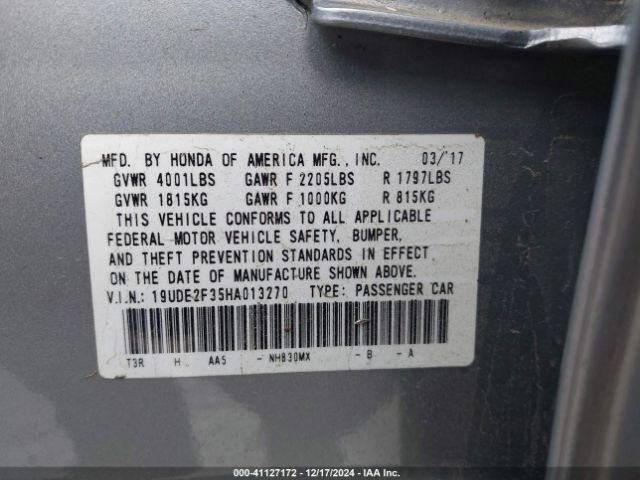 MFD. BY HONDA OF AMERICA MFG., INC. 03/'17
GVWR 4001LBS GAWR F 2205LBS R 1797LBS
GVWR 1815KG GAWR F 1000KG R 815KG
THIS VEHICLE CONFORMS TO ALL APPLICABLE
FEDERAL MOTOR VEHICLE SAFETY, BUMPER,
AND THEFT PREVENTION STANDARDS IN EFFECT
ON THE DATE OF MANUFACTURE SHOWN ABOVE.
V.I.N.: 19UDE2F35HA013270 TYPE: PASSENGER CAR
T3R H AA5 - NH830MX - B - A
000-41127172 - 12/17/2024 - IAA Inc.